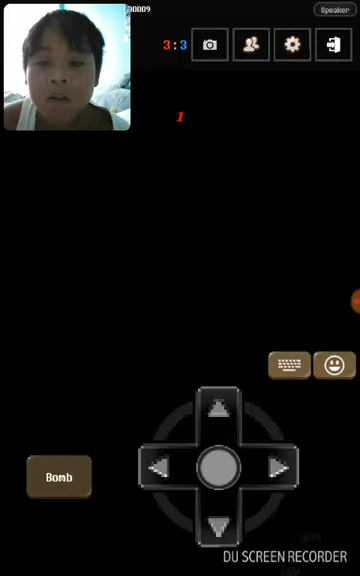 00009
Speaker
3:3
1
Bomb
DU SCREEN RECORDER